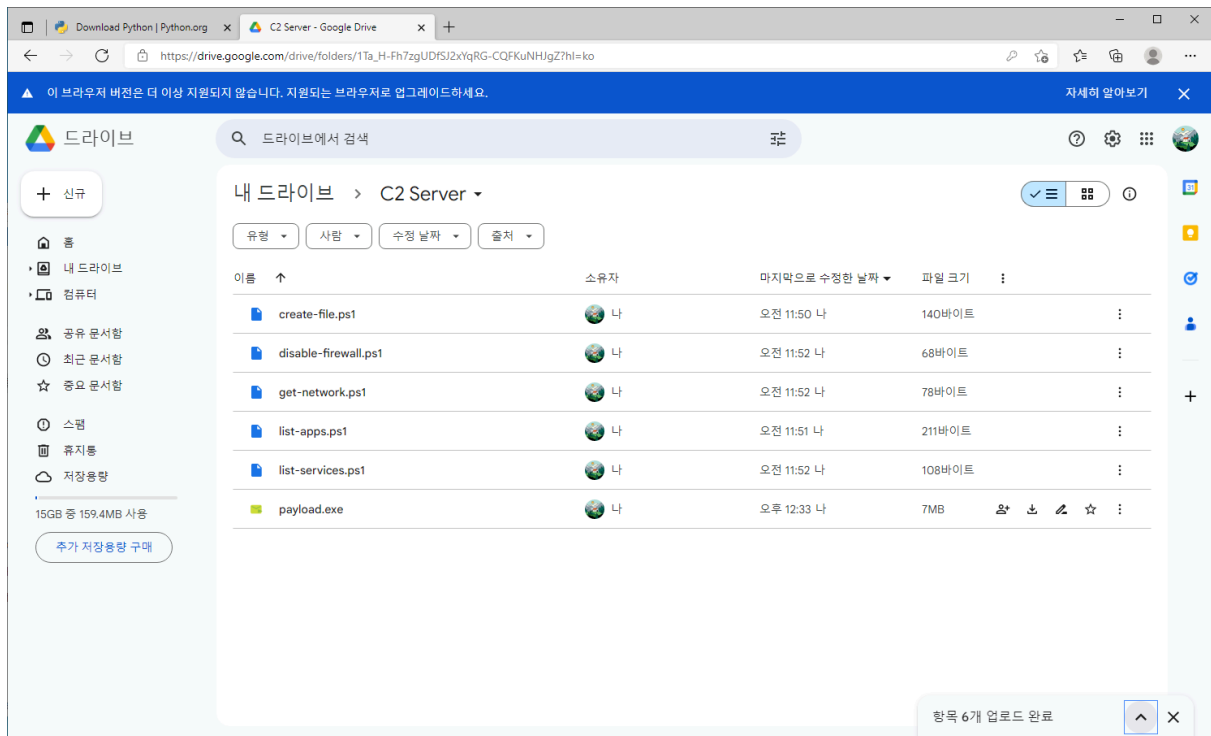 Download Python | Python.org
C2 Server - Google Drive
https://drive.google.com/drive/folders/1Ta_H-Fh7zgUDfSJ2xYqRG-CQFKuNHJgZ?hl=ko
이 브라우저 버전은 더 이상 지원되지 않습니다. 지원되는 브라우저로 업그레이드하세요. 자세히 알아보기
드라이브
드라이브에서 검색
신규
홈
내 드라이브
컴퓨터
공유 문서함
최근 문서함
중요 문서함
스팸
휴지통
저장용량
15GB 중 159.4MB 사용
추가 저장용량 구매
내 드라이브 > C2 Server
유형 사람 수정 날짜 출처
이름 소유자 마지막으로 수정한 날짜 파일 크기
create-file.ps1 나 오전 11:50 나 140바이트
disable-firewall.ps1 나 오전 11:52 나 68바이트
get-network.ps1 나 오전 11:52 나 78바이트
list-apps.ps1 나 오전 11:51 나 211바이트
list-services.ps1 나 오전 11:52 나 108바이트
payload.exe 나 오후 12:33 나 7MB
31
항목 6개 업로드 완료